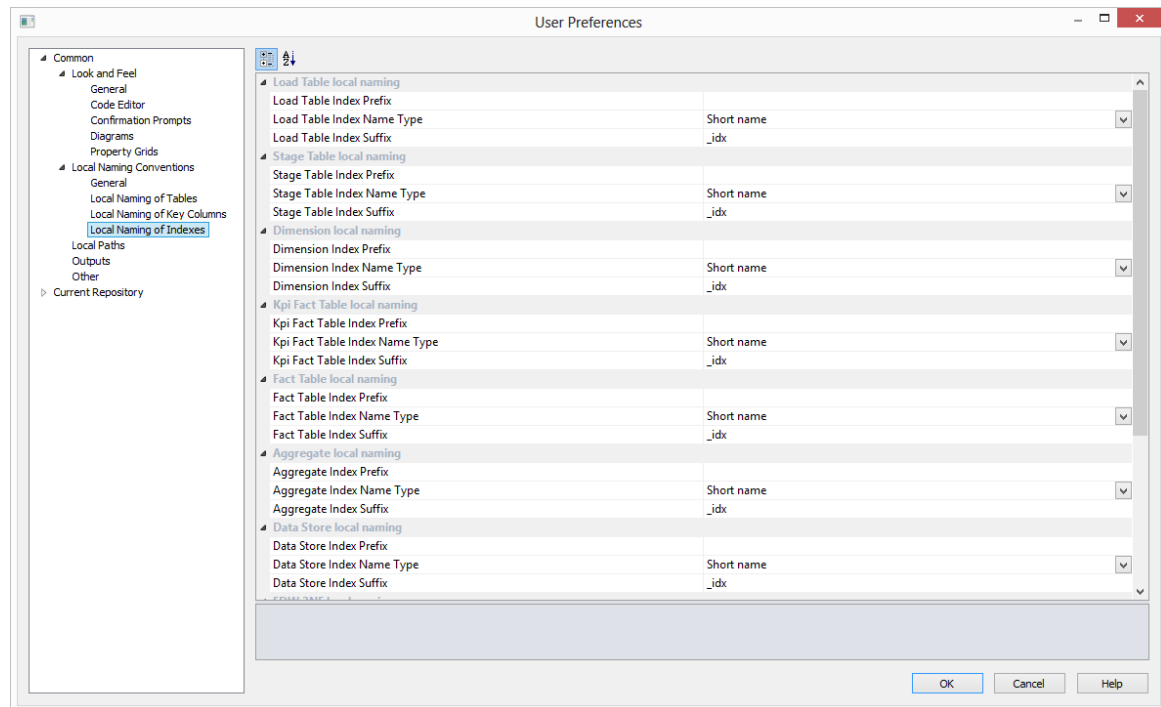 User Preferences
Common
Look and Feel
General
Code Editor
Confirmation Prompts
Diagrams
Property Grids
Local Naming Conventions
General
Local Naming of Tables
Local Naming of Key Columns
Local Naming of Indexes
Local Paths
Outputs
Other
Current Repository
Load Table local naming
Load Table Index Prefix
Load Table Index Name Type Short name
Load Table Index Suffix _idx
Stage Table local naming
Stage Table Index Prefix
Stage Table Index Name Type Short name
Stage Table Index Suffix _idx
Dimension local naming
Dimension Index Prefix
Dimension Index Name Type Short name
Dimension Index Suffix _idx
Kpi Fact Table local naming
Kpi Fact Table Index Prefix
Kpi Fact Table Index Name Type Short name
Kpi Fact Table Index Suffix _idx
Fact Table local naming
Fact Table Index Prefix
Fact Table Index Name Type Short name
Fact Table Index Suffix _idx
Aggregate local naming
Aggregate Index Prefix
Aggregate Index Name Type Short name
Aggregate Index Suffix _idx
Data Store local naming
Data Store Index Prefix
Data Store Index Name Type Short name
Data Store Index Suffix _idx
OK Cancel Help